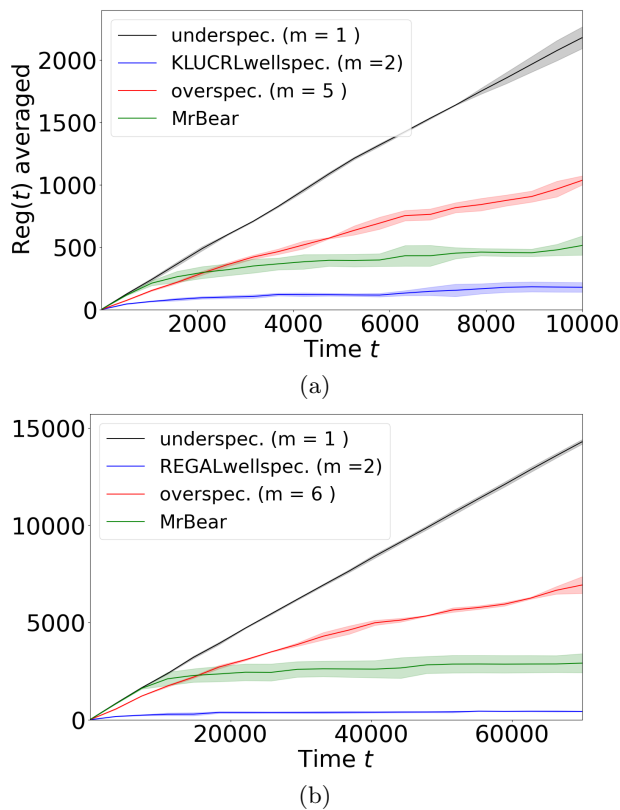 2000
1500
1000
500
0
Reg(t) averaged
underspec. (m = 1 )
KLUCRLwellspec. (m =2)
overspec. (m = 5 )
MrBear
2000 4000 6000 8000 10000
Time t
(a)
15000
10000
5000
0
underspec. (m = 1 )
REGALwellspec. (m =2)
overspec. (m = 6 )
MrBear
20000 40000 60000
Time t
(b)